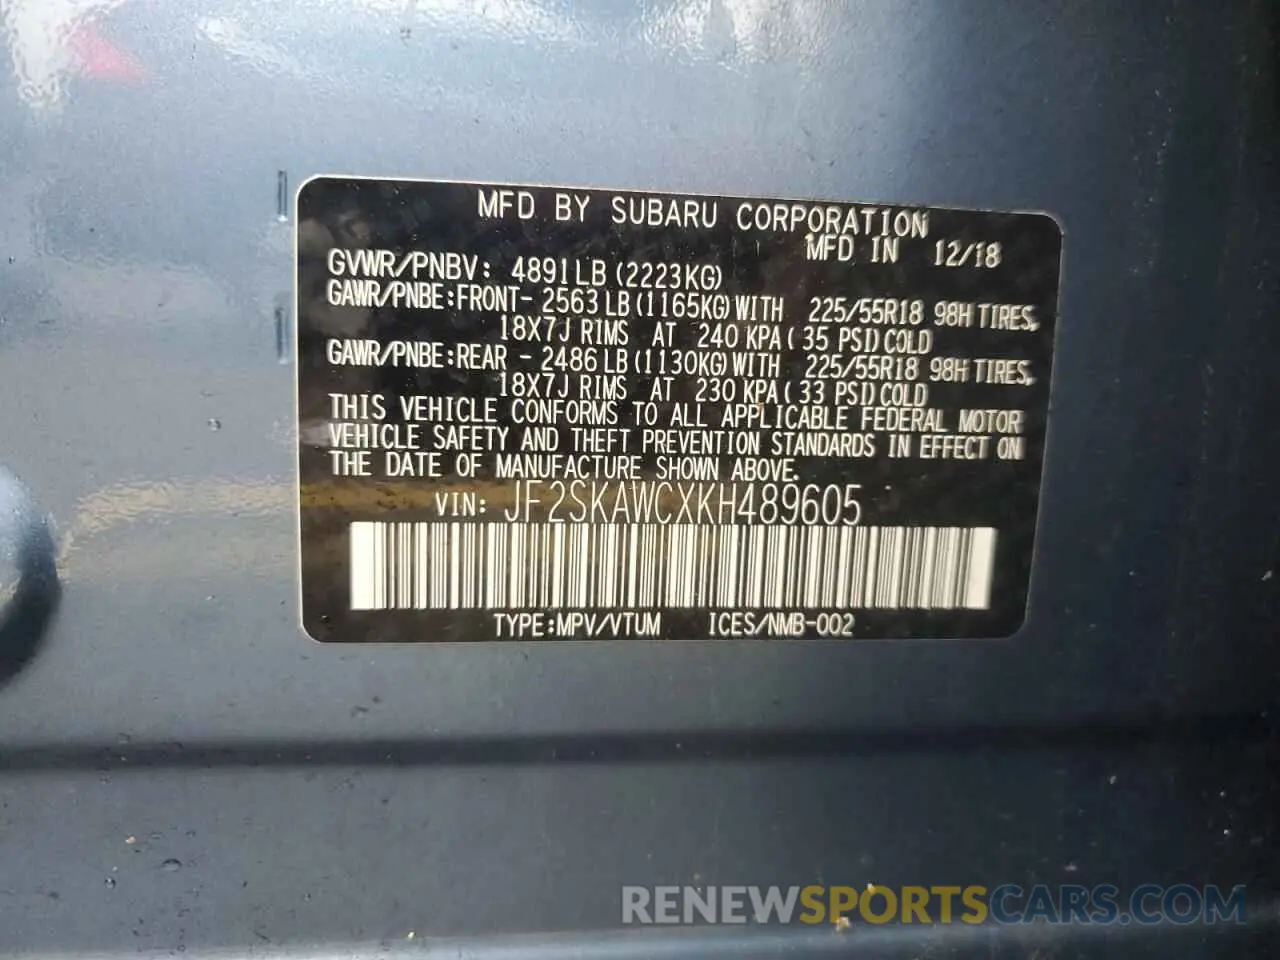 MFD BY SUBARU CORPORATION
MFD IN 12/18
GVWR/PNBV: 4891LB (2223KG)
GAWR/PNBE:FRONT- 2563 LB (1165KG) WITH 225/55R18 98H TIRES,
18X7J RIMS AT 240 KPA( 35 PSI) COLD
GAWR/PNBE:REAR - 2486 LB (1130KG) WITH 225/55R18 98H TIRES,
18X7J RIMS AT 230 KPA( 33 PSI) COLD
THIS VEHICLE CONFORMS TO ALL APPLICABLE FEDERAL MOTOR
VEHICLE SAFETY AND THEFT PREVENTION STANDARDS IN EFFECT ON
THE DATE OF MANUFACTURE SHOWN ABOVE.
VIN: JF2SKAWCXKH489605
TYPE:MPV/VTUM ICES/NMB-002
RENEWSPORTSCARS.COM